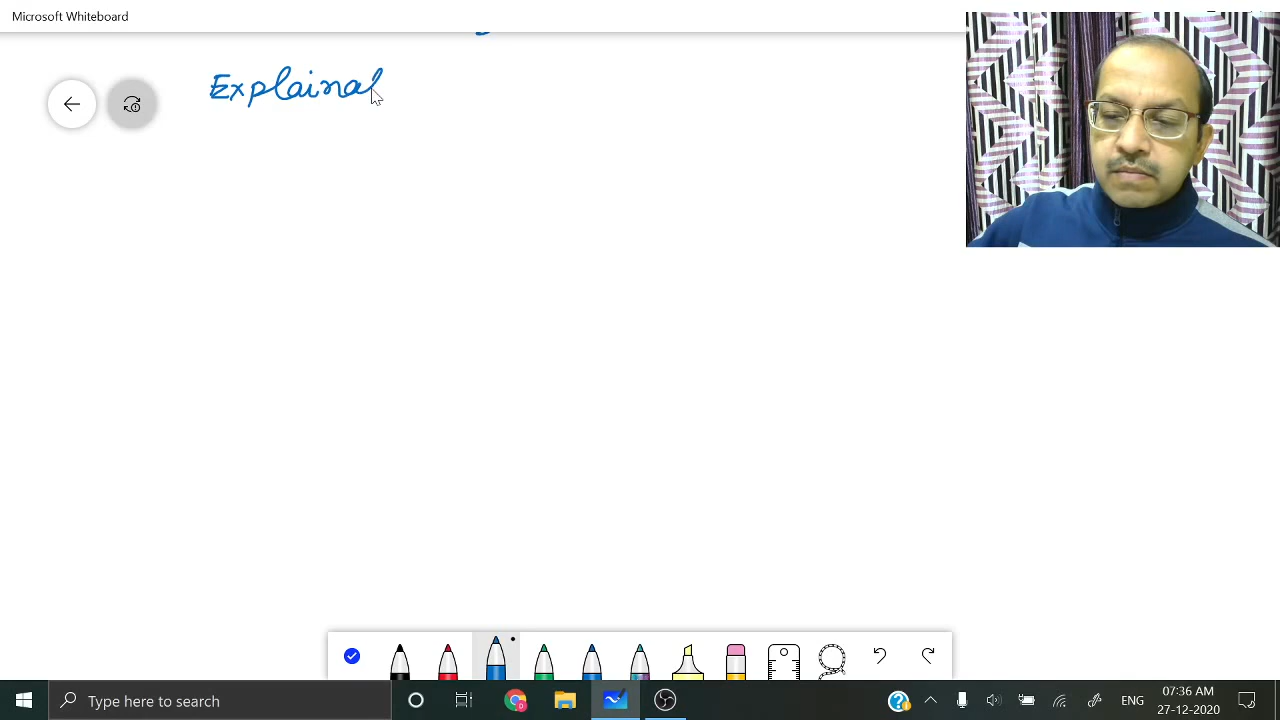 Microsoft Whiteboard
Explainal
Type here to search
ENG
07:36 AM
27-12-2020